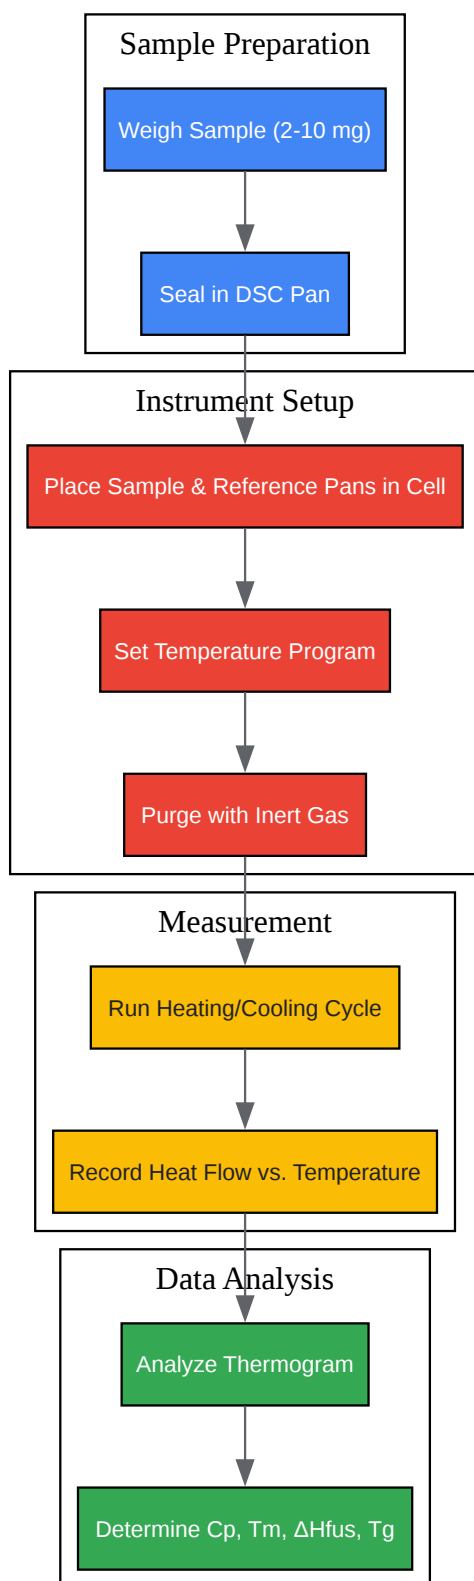 Sample Preparation
Weigh Sample (2-10 mg)
Seal in DSC Pan
Instrument Setup
Place Sample & Reference Pans in Cell
Set Temperature Program
Purge with Inert Gas
Measurement
Run Heating/Cooling Cycle
Record Heat Flow vs. Temperature
Data Analysis
Analyze Thermogram
Determine Cp, Tm, ΔHfus, Tg